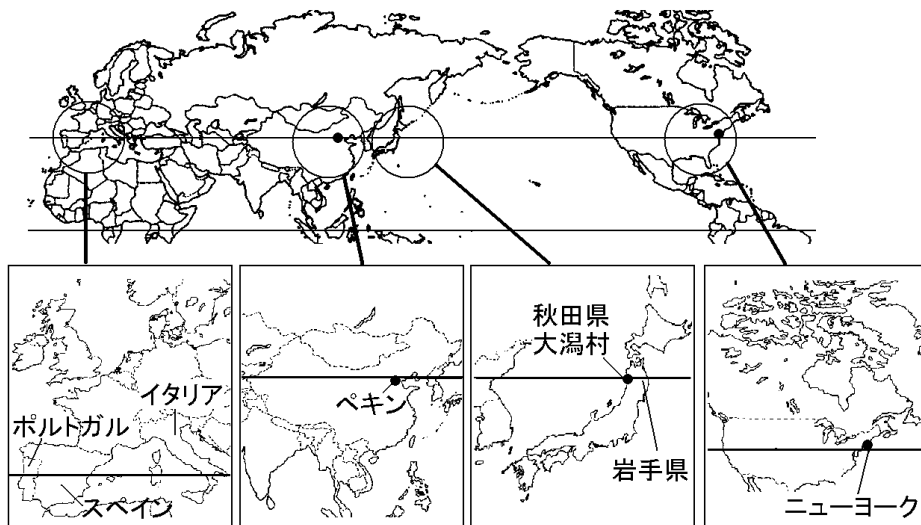 イタリア
ポルトガル
スペイン
ペキン
秋田県
大潟村
岩手県
ニューヨーク